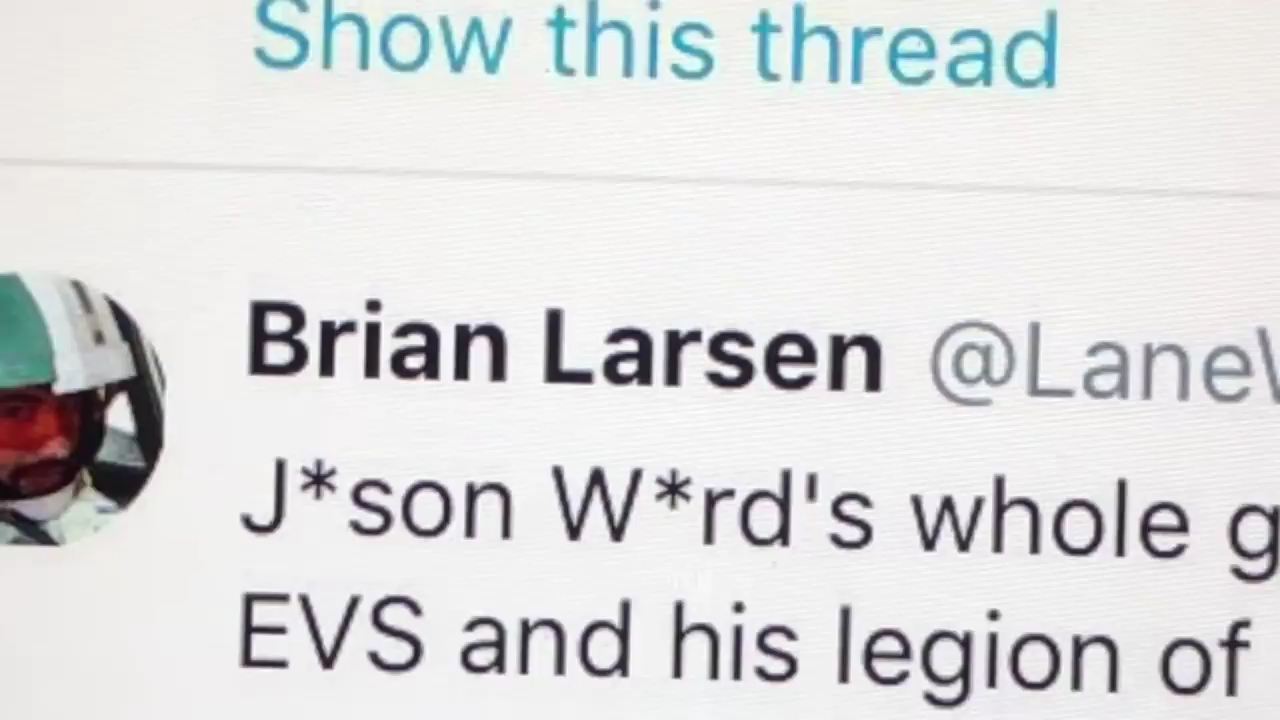 Show this thread
Brian Larsen @Lane
J*son W*rd's whole
EVS and his legion of